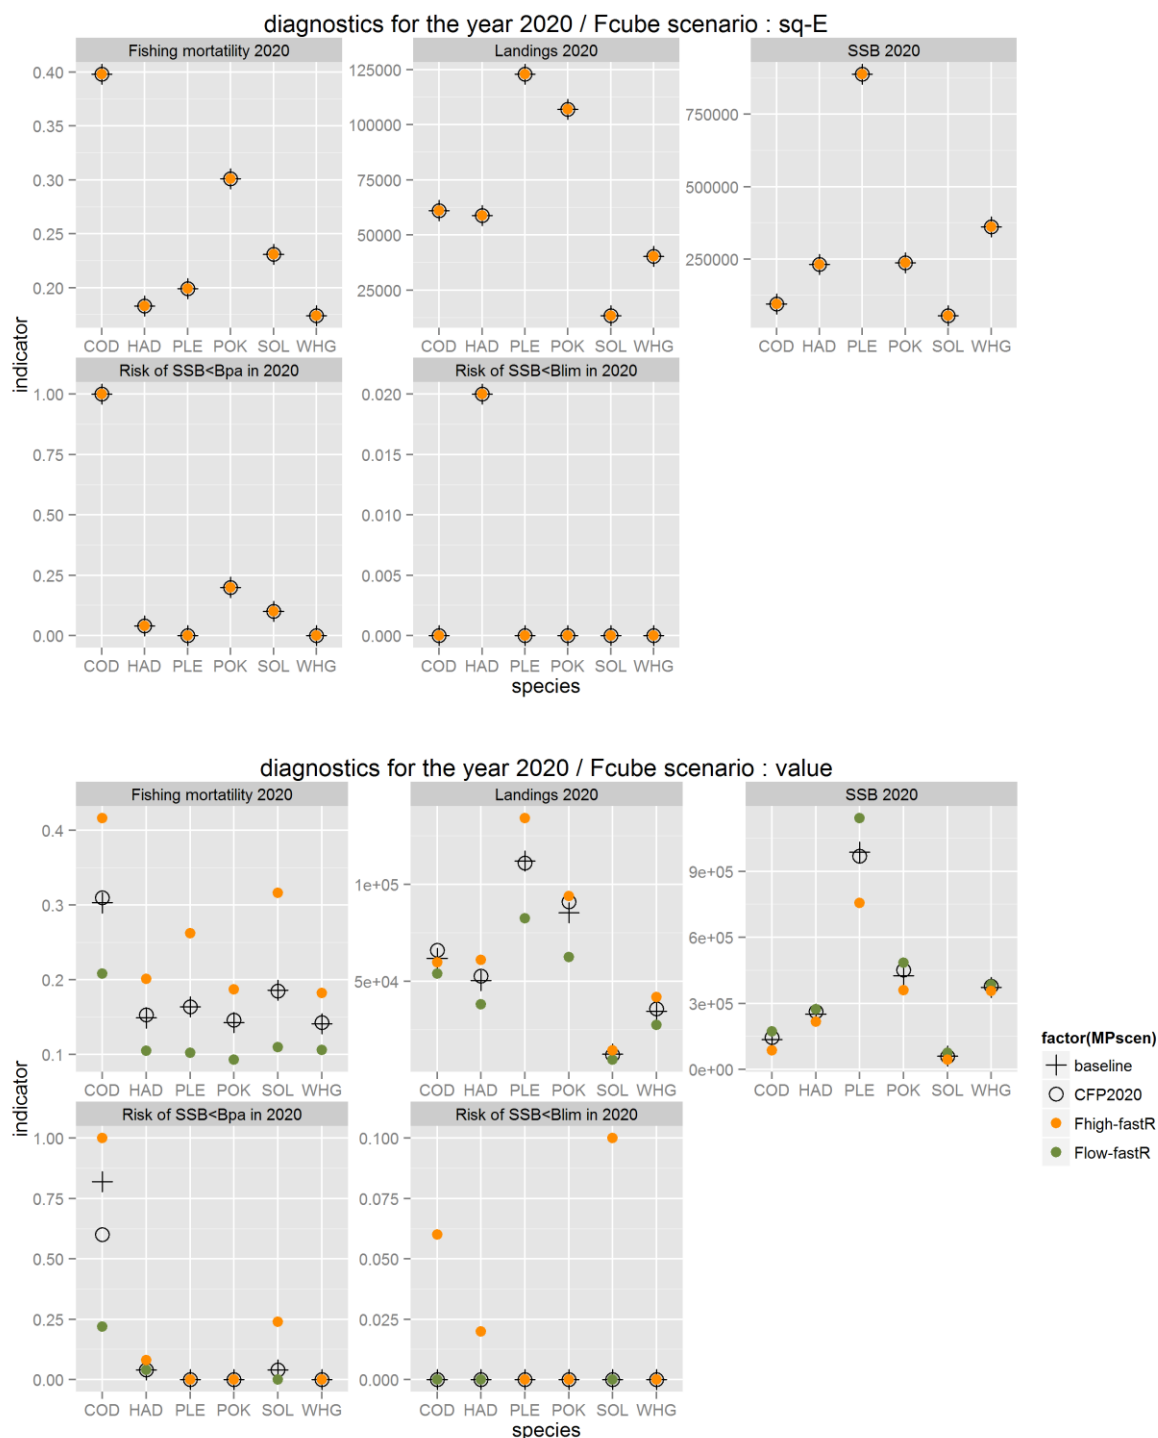 diagnostics for the year 2020 / Fcube scenario : sq-E
Fishing mortatility 2020
Landings 2020
SSB 2020
0.40
0.35
0.30
0.25
0.20
125000
100000
75000
50000
25000
750000
500000
250000
COD HAD PLE POK SOL WHG
COD HAD PLE POK SOL WHG
COD HAD PLE POK SOL WHG
indicator
Risk of SSB<Bpa in 2020
Risk of SSB<Blim in 2020
1.00
0.75
0.50
0.25
0.00
0.020
0.015
0.010
0.005
0.000
COD HAD PLE POK SOL WHG
COD HAD PLE POK SOL WHG
species
diagnostics for the year 2020 / Fcube scenario : value
Fishing mortatility 2020
Landings 2020
SSB 2020
0.4
0.3
0.2
0.1
1e+05
5e+04
9e+05
6e+05
3e+05
0e+00
COD HAD PLE POK SOL WHG
COD HAD PLE POK SOL WHG
COD HAD PLE POK SOL WHG
indicator
Risk of SSB<Bpa in 2020
Risk of SSB<Blim in 2020
1.00
0.75
0.50
0.25
0.00
0.100
0.075
0.050
0.025
0.000
COD HAD PLE POK SOL WHG
COD HAD PLE POK SOL WHG
species
factor(MPscen)
baseline
CFP2020
Fhigh-fastR
Flow-fastR